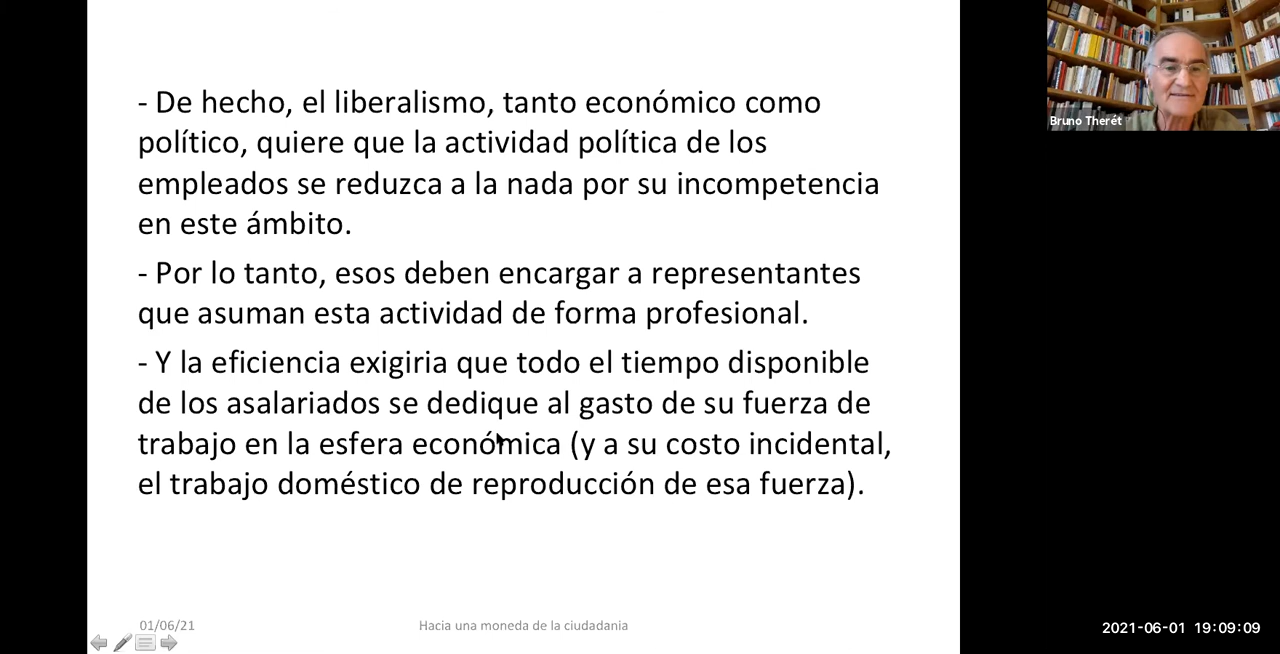 - De hecho, el liberalismo, tanto económico como
político, quiere que la actividad política de los
empleados se reduzca a la nada por su incompetencia
en este ámbito.
- Por lo tanto, esos deben encargar a representantes
que asuman esta actividad de forma profesional.
- Y la eficiencia exigiria que todo el tiempo disponible
de los asalariados se dedique al gasto de su fuerza de
trabajo en la esfera económica (y a su costo incidental,
el trabajo doméstico de reproducción de esa fuerza).
01/06/21
Hacia una moneda de la ciudadania
Bruno Therét
2021-06-01 19:09:09